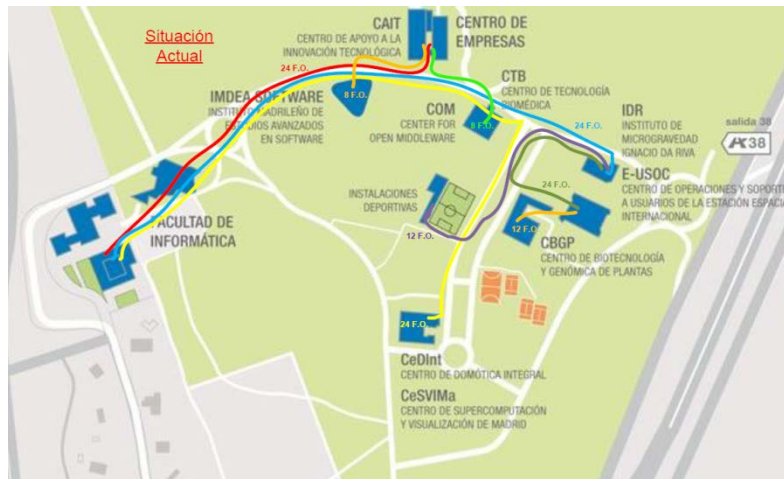 Situación
Actual
CAIT
CENTRO DE APOYO A LA
INNOVACIÓN TECNOLÓGICA
CENTRO DE
EMPRESAS
24 F.O.
IMDEA SOFTWARE
INSTITUTO MADRILEÑO DE
ESTUDIOS AVANZADOS
EN SOFTWARE
8 F.O.
COM
CENTER FOR
OPEN MIDDLEWARE
8 F.O.
CTB
CENTRO DE TECNOLOGÍA
BIOMÉDICA
24 F.O.
IDR
INSTITUTO DE
MICROGRAVEDAD
IGNACIO DA RIVA
salida 38
38
E-USOC
CENTRO DE OPERACIONES Y SOPORTE
A USUARIOS DE LA ESTACIÓN ESPACIA
INTERNACIONAL
24 F.O.
INSTALACIONES
DEPORTIVAS
12 F.O.
12 F.O.
FACULTAD DE
INFORMÁTICA
CBGP
CENTRO DE BIOTECNOLOGÍA
Y GENÓMICA DE PLANTAS
24 F.O.
CeDInt
CENTRO DE DOMÓTICA INTEGRAL
CeSViMa
CENTRO DE SUPERCOMPUTACIÓN
Y VISUALIZACIÓN DE MADRID